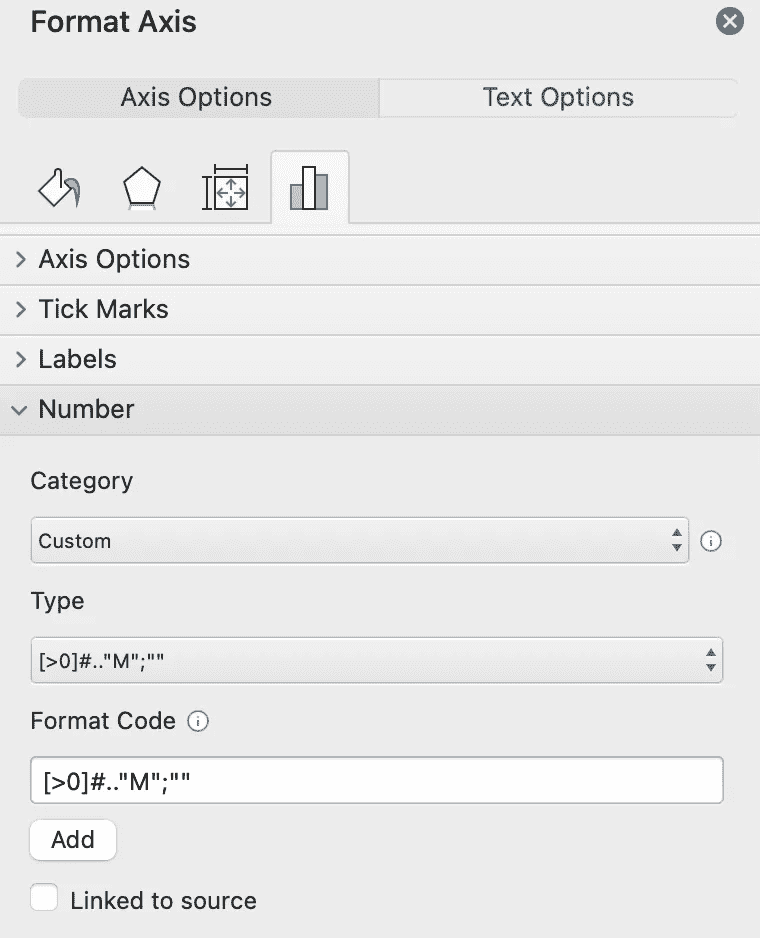 Format Axis
Axis Options
Text Options
Axis Options
Tick Marks
Labels
Number
Category
Custom
Type
[>0]#.."M";""
Format Code
[>0]#.."M";""
Add
Linked to source